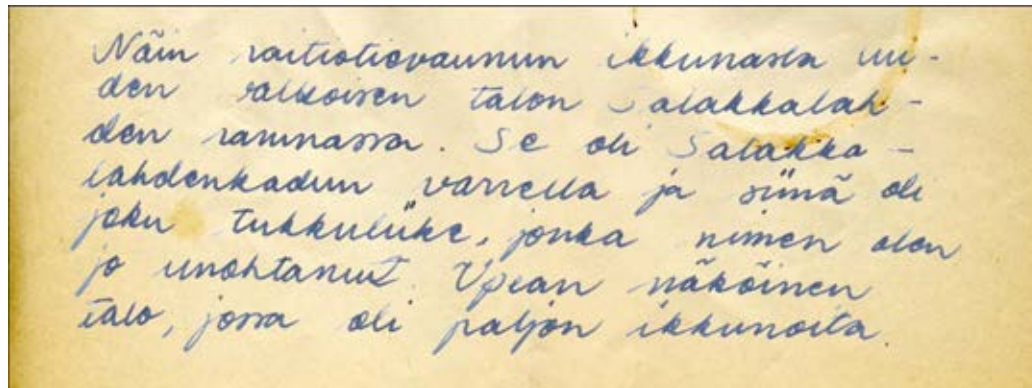 Näin raitiotievaunun ikkunasta uu-
den valkoisen talon Salakkalah-
den rannassa. Se oli Salakka-
lahdenkadun varrella ja siinä oli
joku tukkuliike, jonka nimen olen
jo unohtanut. Upean näköinen
talo, jossa oli paljon ikkunoita.